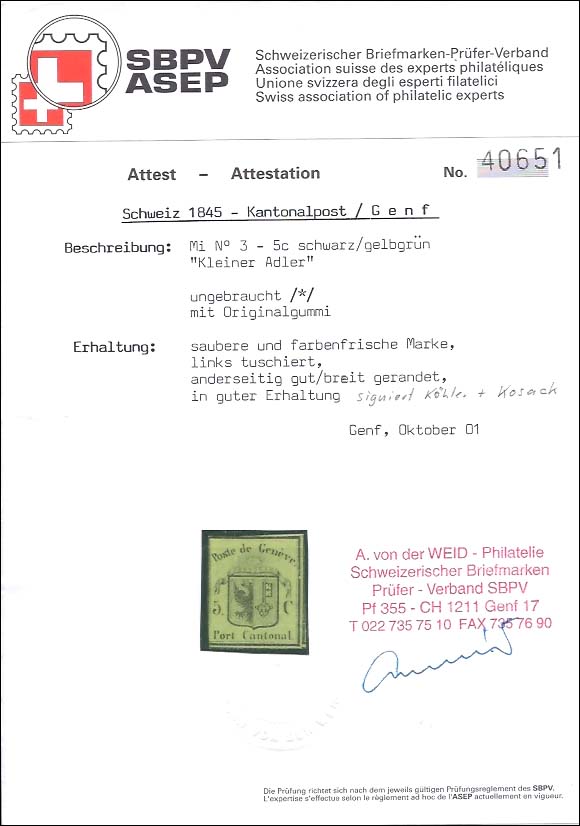 SBPV
ASEP
Schweizerischer Briefmarken-Prüfer-Verband
Association suisse des experts philatéliques
Unione svizzera degli esperti filatelici
Swiss association of philatelic experts
Attest – Attestation No. 40651
Schweiz 1845 - Kantonalpost / Genf
Beschreibung: Mi Nº 3 - 5c schwarz/gelbgrün
"Kleiner Adler"
ungebraucht /*/
mit Originalgummi
Erhaltung: saubere und farbenfrische Marke,
links tuschiert,
anderseitig gut/breit gerandet,
in guter Erhaltung signiert Köhler + Kosack
Genf, Oktober 01
Poste de Genève
5 C
Port Cantonal
A. von der WEID - Philatelie
Schweizerischer Briefmarken
Prüfer - Verband SBPV
Pf 355 - CH 1211 Genf 17
T 022 735 75 10 FAX 735 76 90
Die Prüfung richtet sich nach dem jeweils gültigen Prüfungsreglement des SBPV.
L'expertise s'effectue selon le règlement ad hoc de l'ASEP actuellement en vigueur.